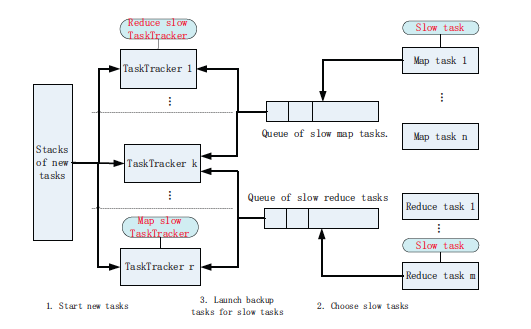 Reduce slow
TaskTracker
Slow task
TaskTracker 1
Map task 1
⋮
⋮
Queue of slow map tasks.
Map task n
Stacks
of new
tasks
TaskTracker k
⋮
Queue of slow reduce tasks
Reduce task 1
⋮
Map slow
TaskTracker
Slow task
TaskTracker r
Reduce task m
1. Start new tasks
3. Launch backup
tasks for slow tasks
2. Choose slow tasks